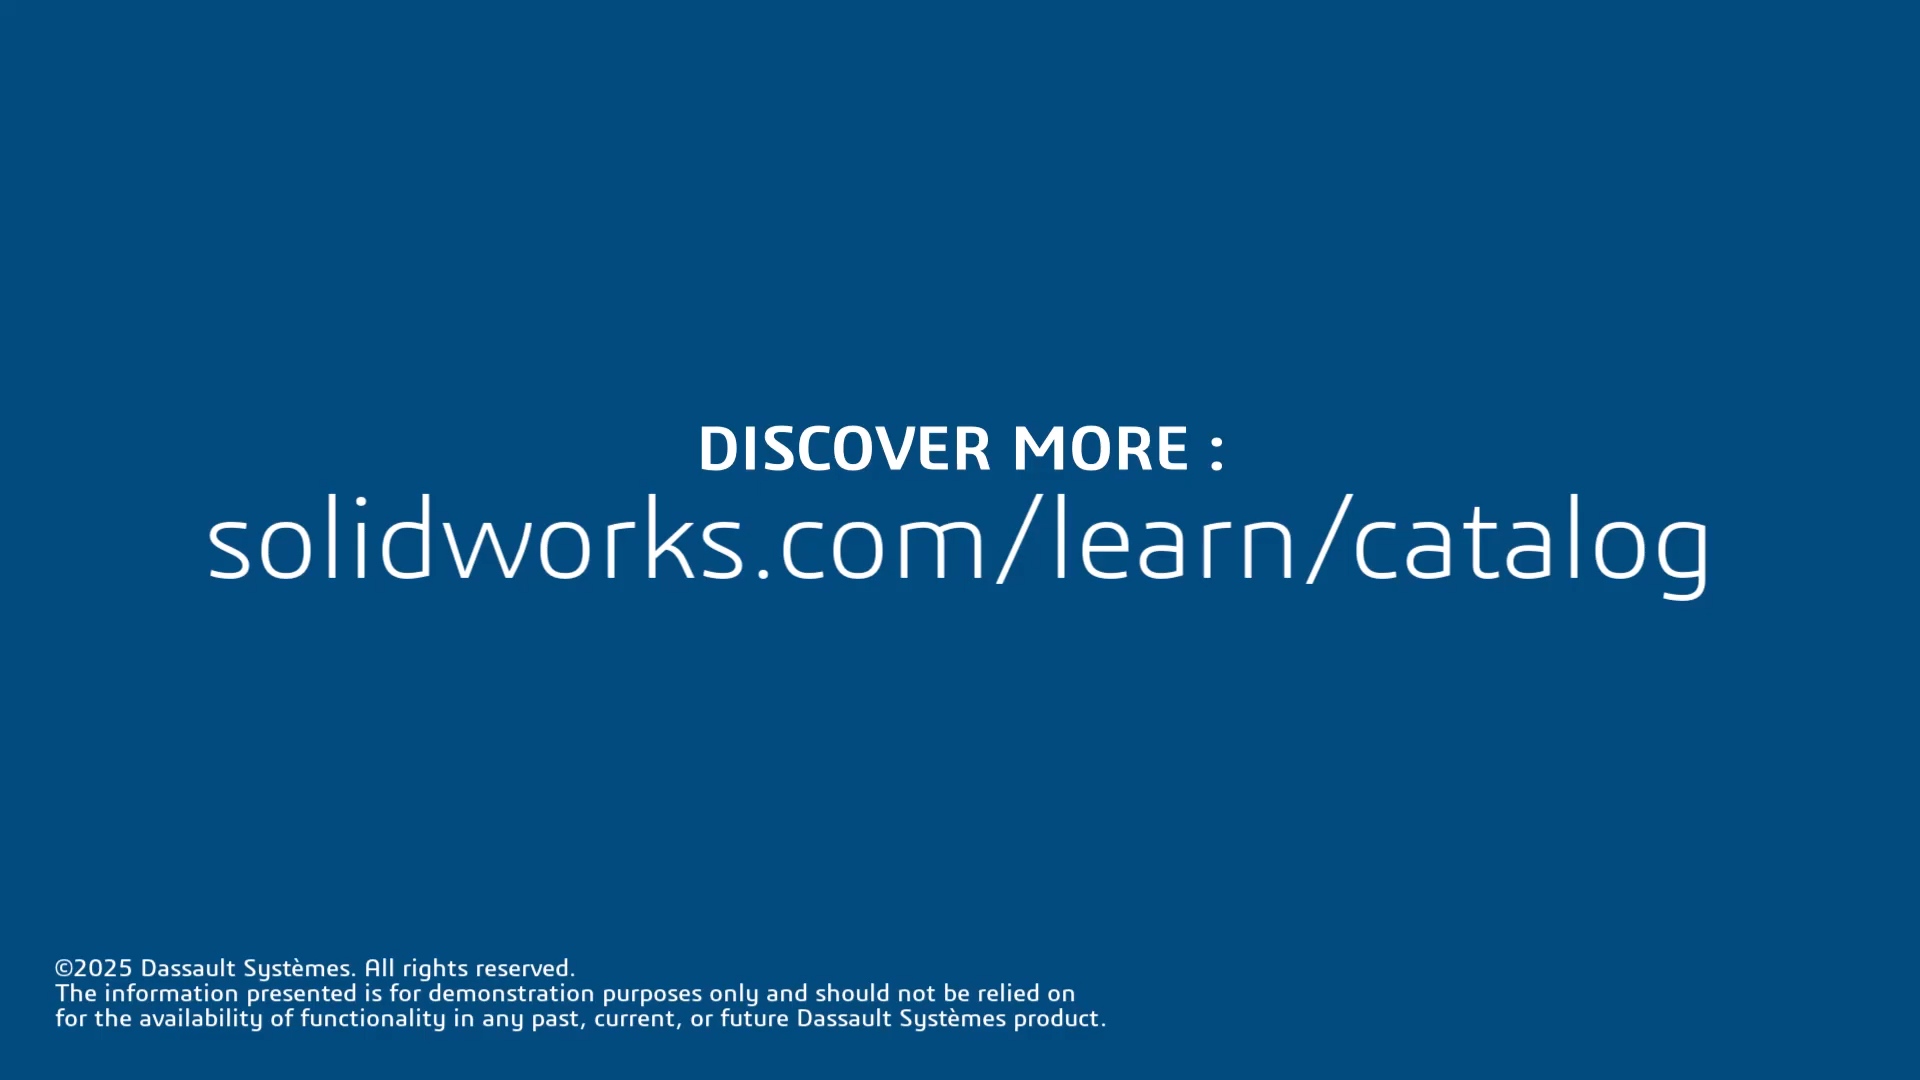 DISCOVER MORE :
solidworks.com/learn/catalog
©2025 Dassault Systèmes. All rights reserved.
The information presented is for demonstration purposes only and should not be relied on
for the availability of functionality in any past, current, or future Dassault Systèmes product.